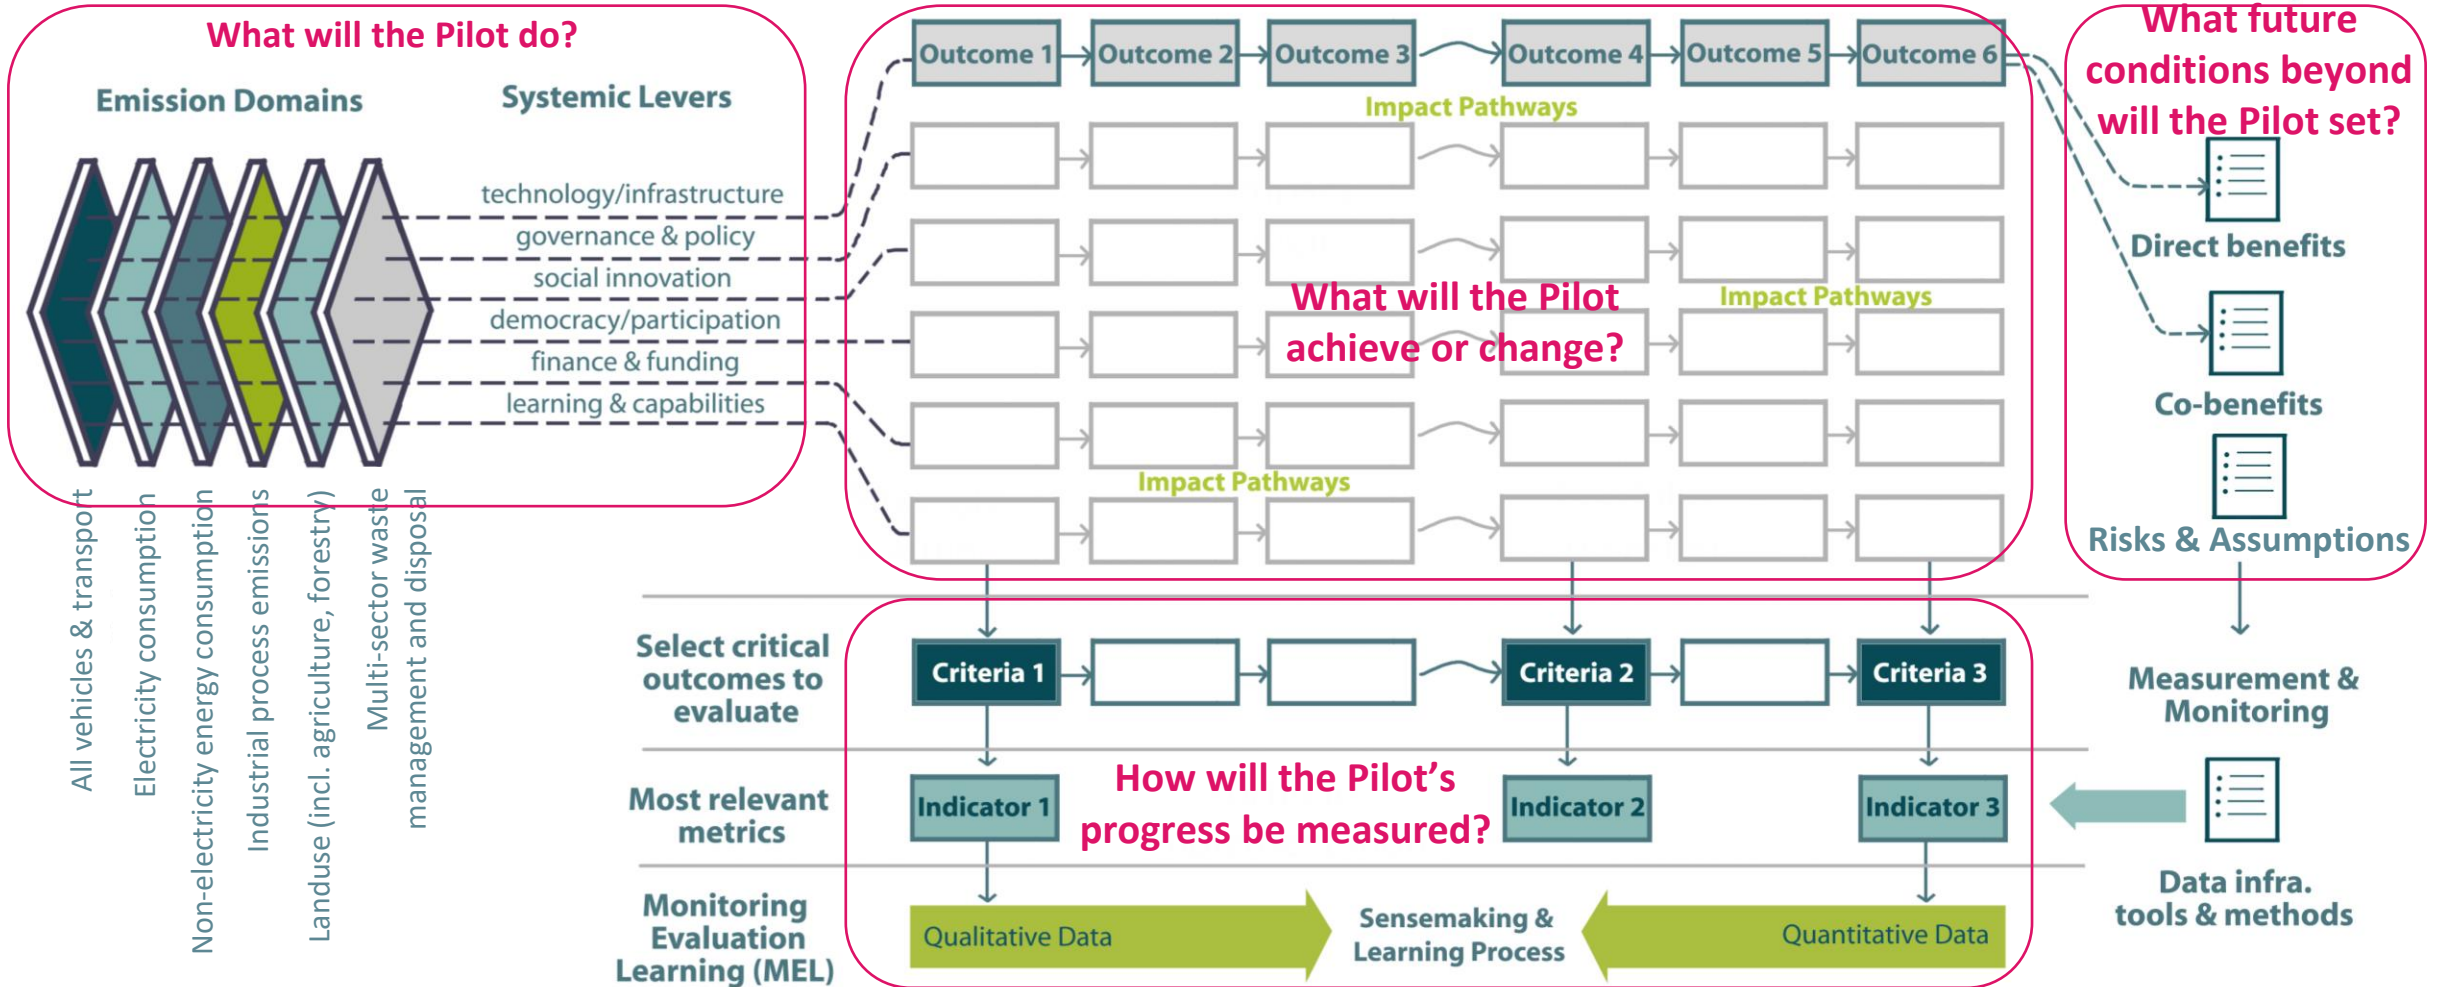 What will the Pilot do?
Emission Domains
Systemic Levers
technology/infrastructure
governance & policy
social innovation
democracy/participation
finance & funding
learning & capabilities
All vehicles & transport
Electricity consumption
Non-electricity energy consumption
Industrial process emissions
Landuse (incl. agriculture, forestry)
Multi-sector waste
management and disposal
Outcome 1
Outcome 2
Outcome 3
Outcome 4
Outcome 5
Outcome 6
Impact Pathways
What will the Pilot
achieve or change?
Impact Pathways
Impact Pathways
What future
conditions beyond
will the Pilot set?
Direct benefits
Co-benefits
Risks & Assumptions
Select critical
outcomes to
evaluate
Criteria 1
Criteria 2
Criteria 3
Measurement &
Monitoring
Most relevant
metrics
Indicator 1
How will the Pilot’s
progress be measured?
Indicator 2
Indicator 3
Data infra.
tools & methods
Monitoring
Evaluation
Learning (MEL)
Qualitative Data
Sensemaking &
Learning Process
Quantitative Data